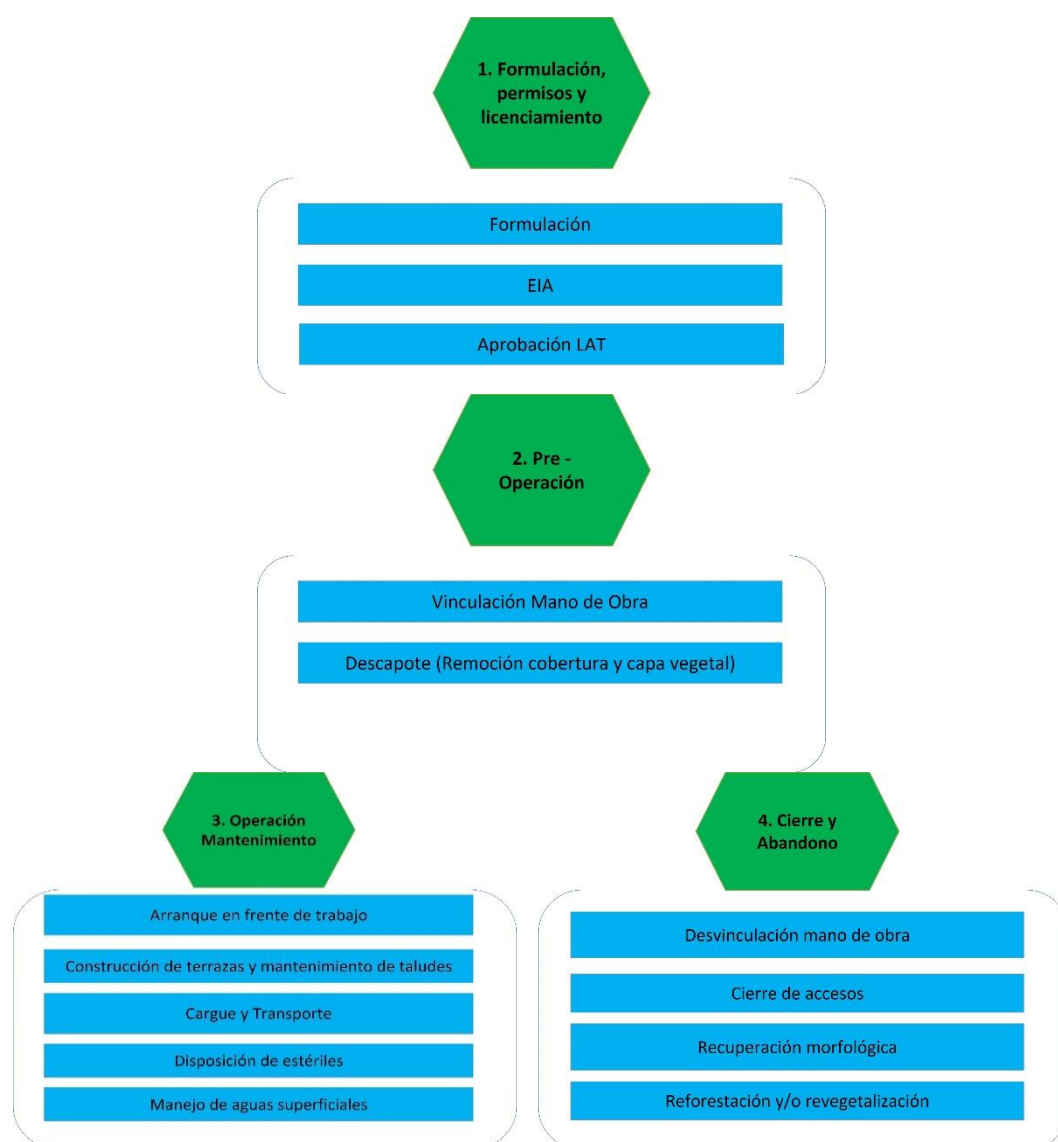 1. Formulación,
permisos y
licenciamiento
Formulación
EIA
Aprobación LAT
2. Pre -
Operación
Vinculación Mano de Obra
Descapote (Remoción cobertura y capa vegetal)
3. Operación
Mantenimiento
Arranque en frente de trabajo
Construcción de terrazas y mantenimiento de taludes
Cargue y Transporte
Disposición de estériles
Manejo de aguas superficiales
4. Cierre y
Abandono
Desvinculación mano de obra
Cierre de accesos
Recuperación morfológica
Reforestación y/o revegetalización